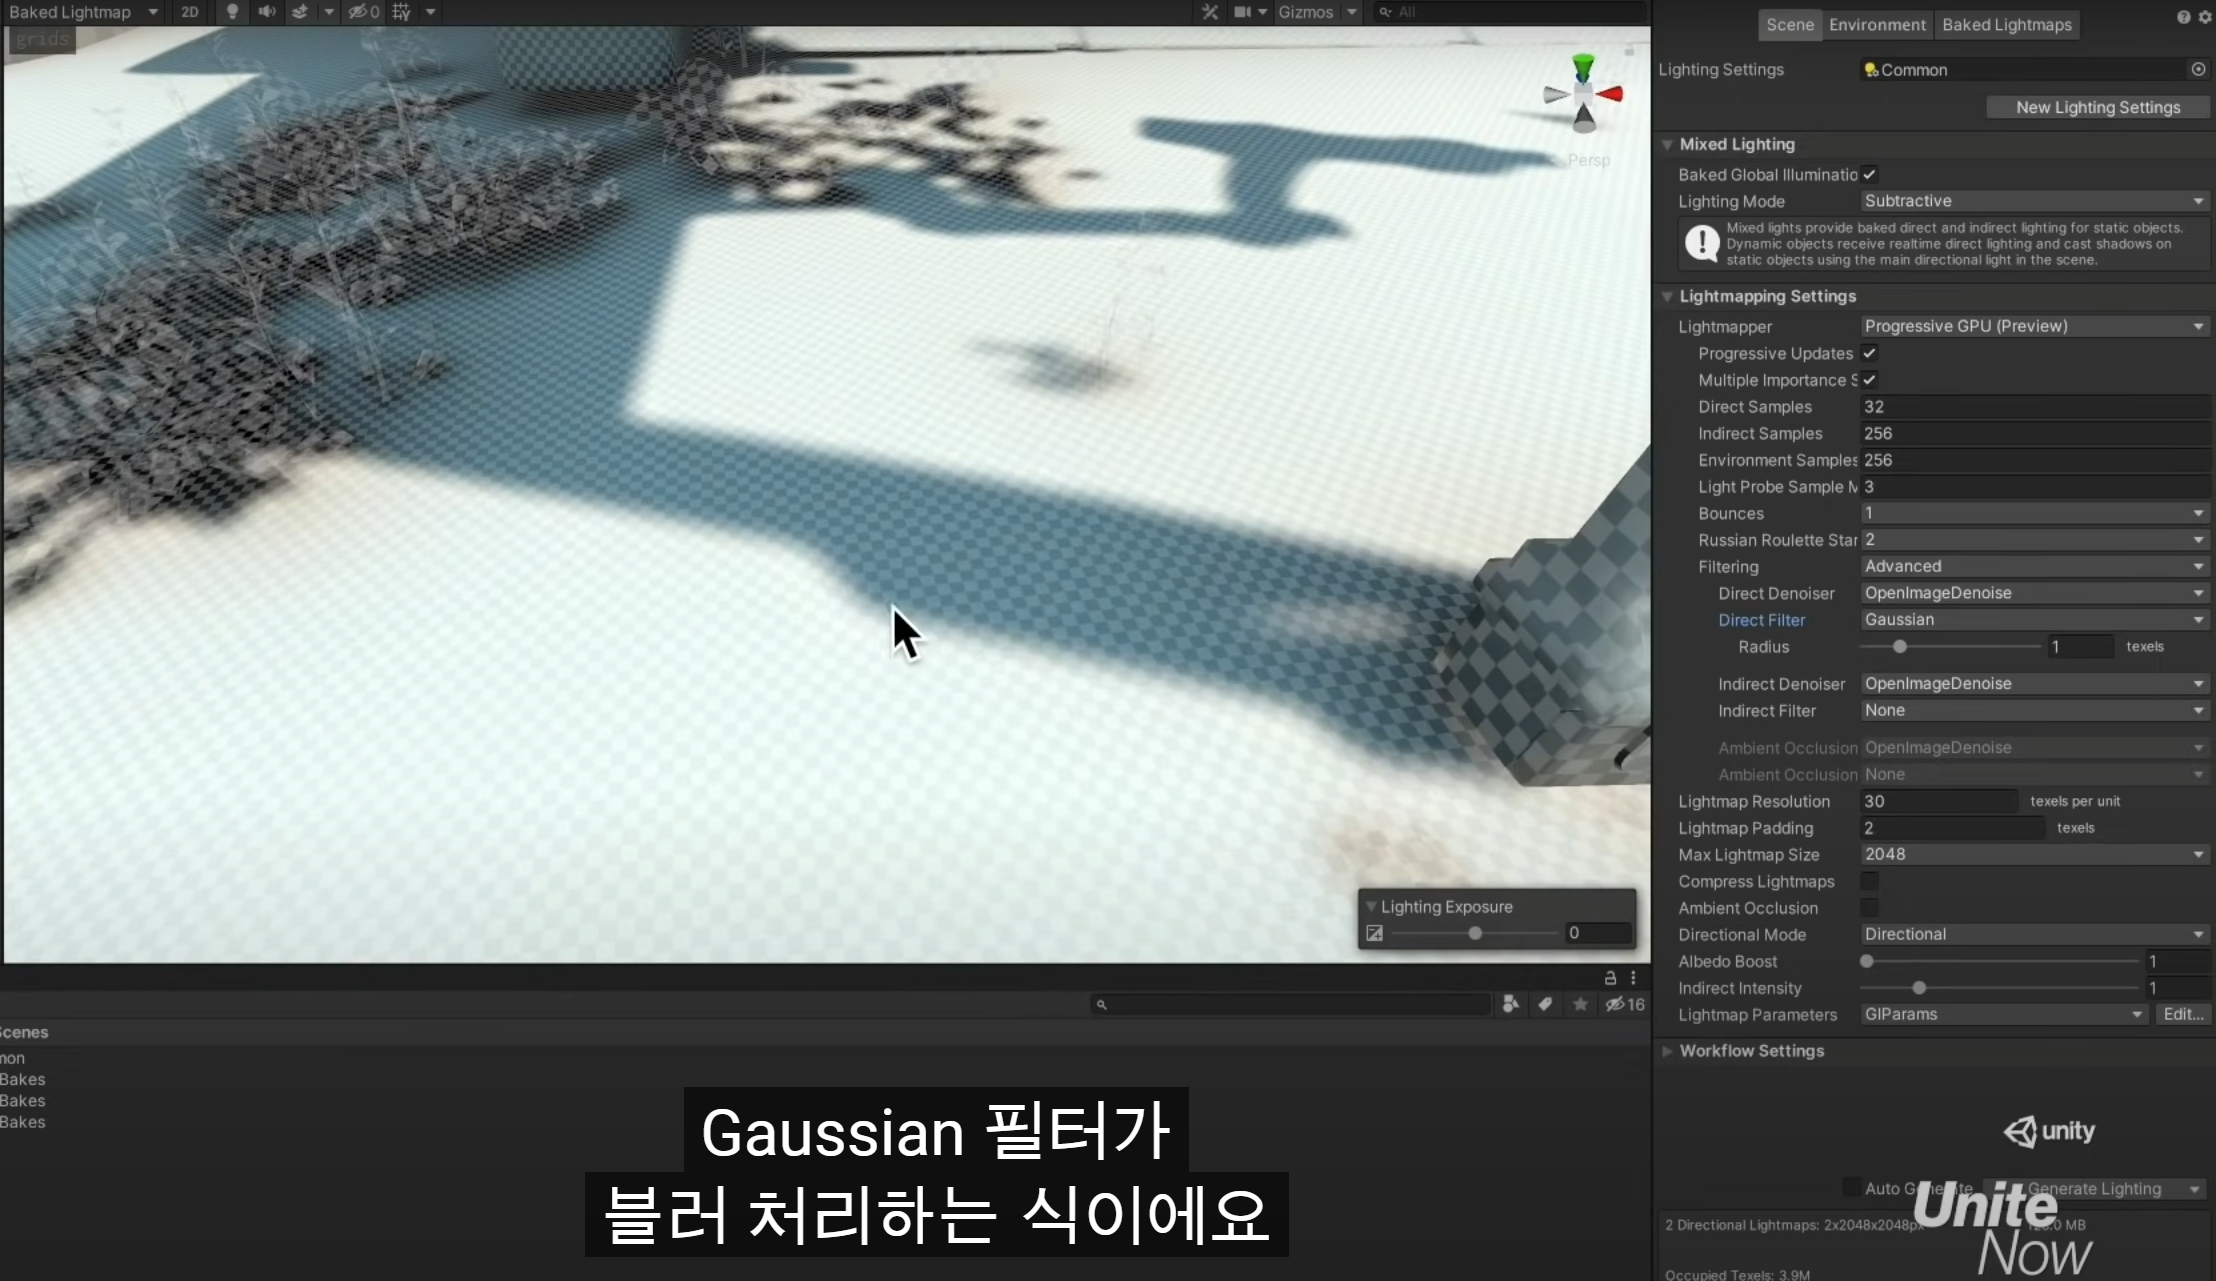 Baked Lightmap
2D
0
Gizmos
All
grids
Persp
Lighting Exposure
0
16
Scenes
mon
Bakes
Bakes
Bakes
Scene
Environment
Baked Lightmaps
Lighting Settings
Common
New Lighting Settings
Mixed Lighting
Baked Global Illuminatio
Lighting Mode
Subtractive
Mixed lights provide baked direct and indirect lighting for static objects.
Dynamic objects receive realtime direct lighting and cast shadows on
static objects using the main directional light in the scene.
Lightmapping Settings
Lightmapper
Progressive GPU (Preview)
Progressive Updates
Multiple Importance S
Direct Samples
32
Indirect Samples
256
Environment Samples
256
Light Probe Sample M
3
Bounces
1
Russian Roulette Star
2
Filtering
Advanced
Direct Denoiser
OpenImageDenoise
Direct Filter
Gaussian
Radius
1
texels
Indirect Denoiser
OpenImageDenoise
Indirect Filter
None
Ambient Occlusion
OpenImageDenoise
Ambient Occlusion
None
Lightmap Resolution
30
texels per unit
Lightmap Padding
2
texels
Max Lightmap Size
2048
Compress Lightmaps
Ambient Occlusion
Directional Mode
Directional
Albedo Boost
1
Indirect Intensity
1
Lightmap Parameters
GIParams
Edit...
Workflow Settings
unity
Auto Generate
Generate Lighting
Unite
Now
2 Directional Lightmaps: 2x2048x2048px
Occupied Texels: 3.9M
Gaussian 필터가
블러 처리하는 식이에요